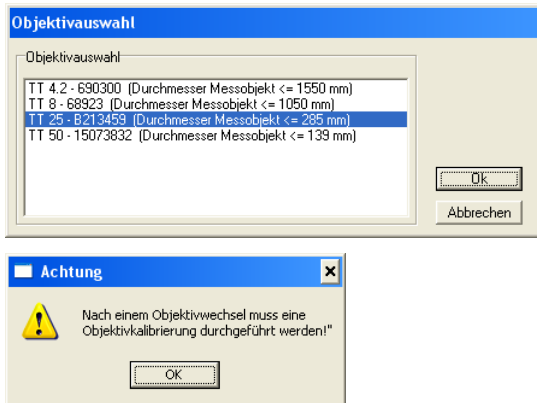 Objektivauswahl
Objektivauswahl
TT 4.2 - 690300 (Durchmesser Messobjekt <= 1550 mm)
TT 8 - 68923 (Durchmesser Messobjekt <= 1050 mm)
TT 25 - B213459 (Durchmesser Messobjekt <= 285 mm)
TT 50 - 15073832 (Durchmesser Messobjekt <= 139 mm)
Ok
Abbrechen
Achtung
Nach einem Objektivwechsel muss eine
Objektivkalibrierung durchgeführt werden!"
OK